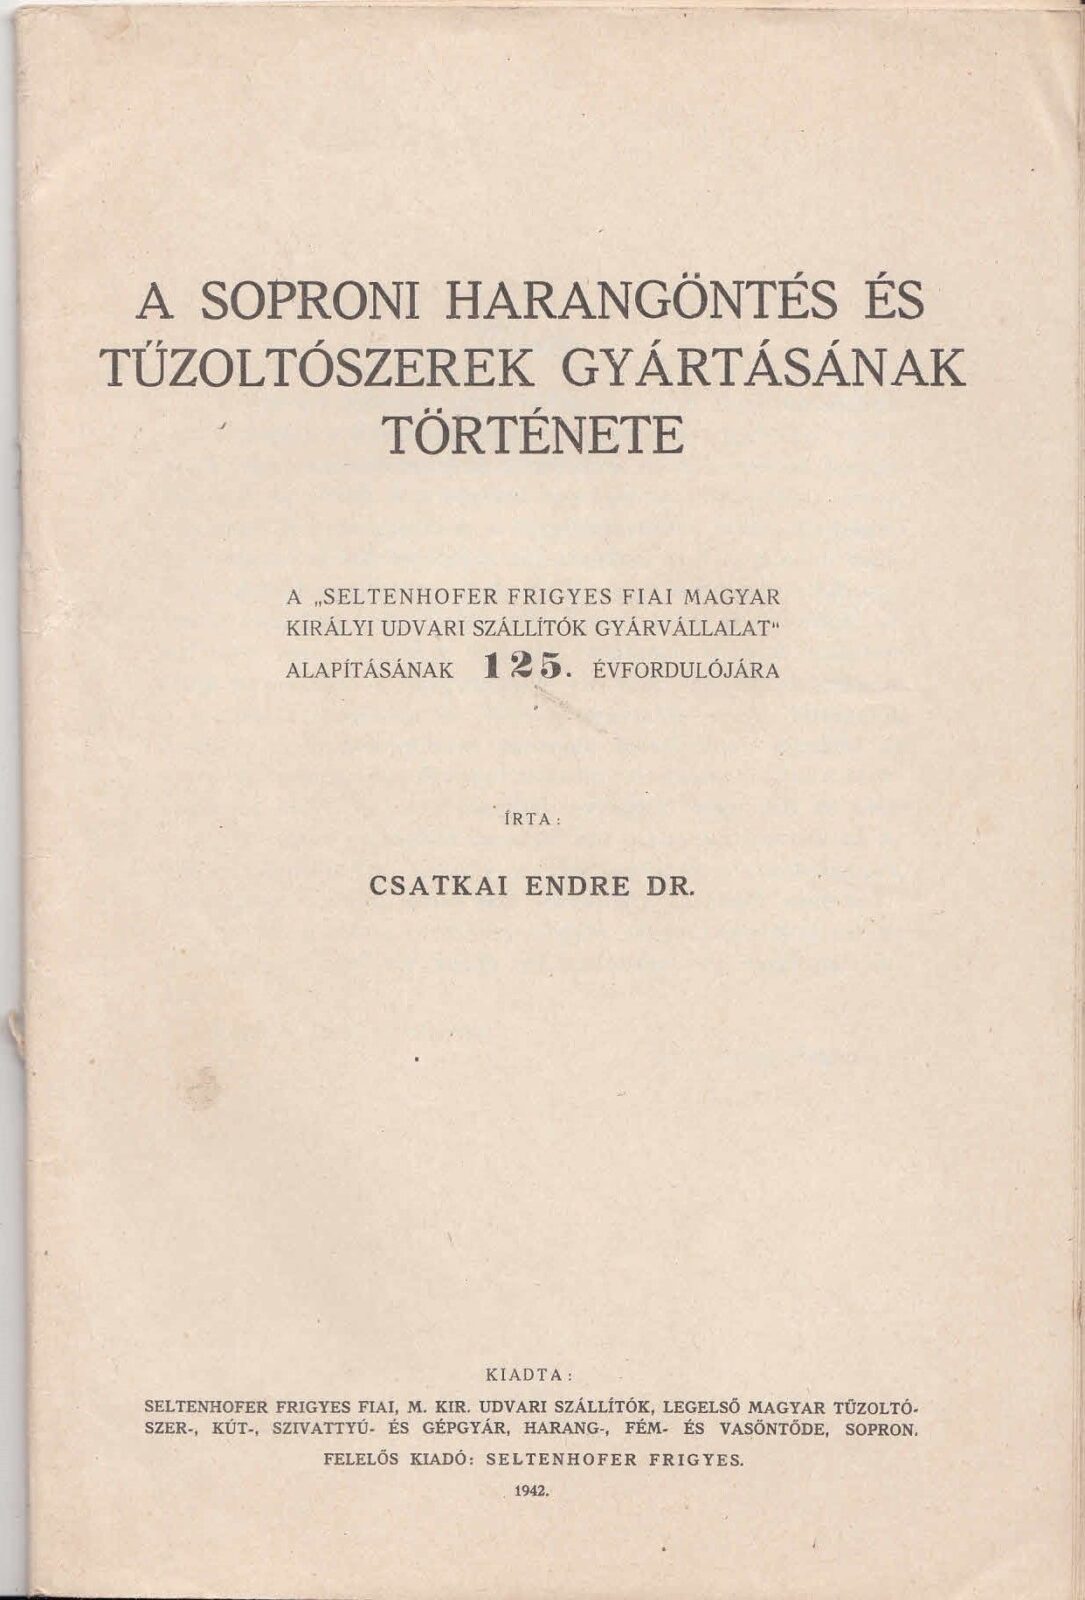 A SOPRONI HARANGÖNTÉS ÉS
TŰZOLTÓSZEREK GYÁRTÁSÁNAK
TÖRTÉNETE
A „SELTENHOFER FRIGYES FIAI MAGYAR
KIRÁLYI UDVARI SZÁLLÍTÓK GYÁRVÁLLALAT"
ALAPÍTÁSÁNAK 125. ÉVFORDULÓJÁRA
ÍRTA:
CSATKAI ENDRE DR.
KIADTA:
SELTENHOFER FRIGYES FIAI, M. KIR. UDVARI SZÁLLÍTÓK, LEGELSŐ MAGYAR TŰZOLTÓ-
SZER-, KÚT-, SZIVATTYÚ- ÉS GÉPGYÁR, HARANG-, FÉM- ÉS VASÖNTŐDE, SOPRON.
FELELŐS KIADÓ: SELTENHOFER FRIGYES.
1942.